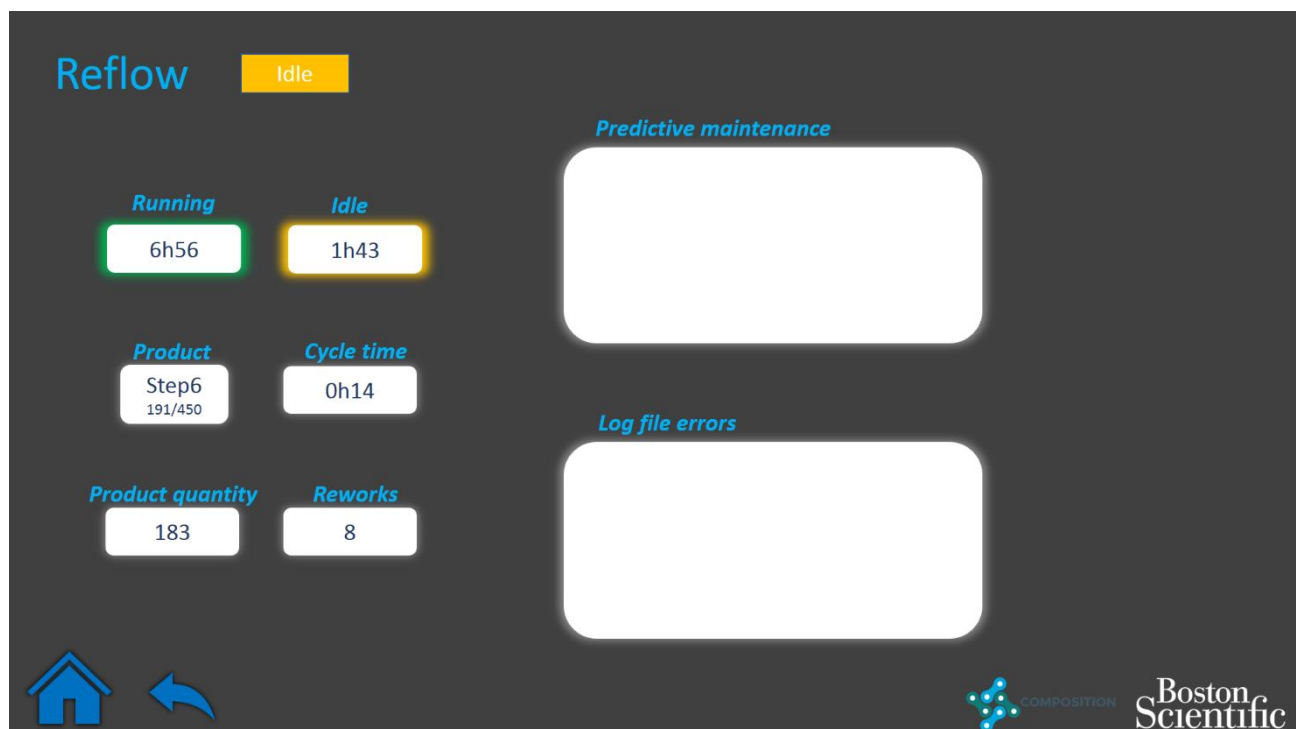 Reflow
Idle
Running
Idle
6h56
1h43
Product
Cycle time
Step6
191/450
0h14
Product quantity
Reworks
183
8
Predictive maintenance
Log file errors
COMPOSITION
Boston
Scientific